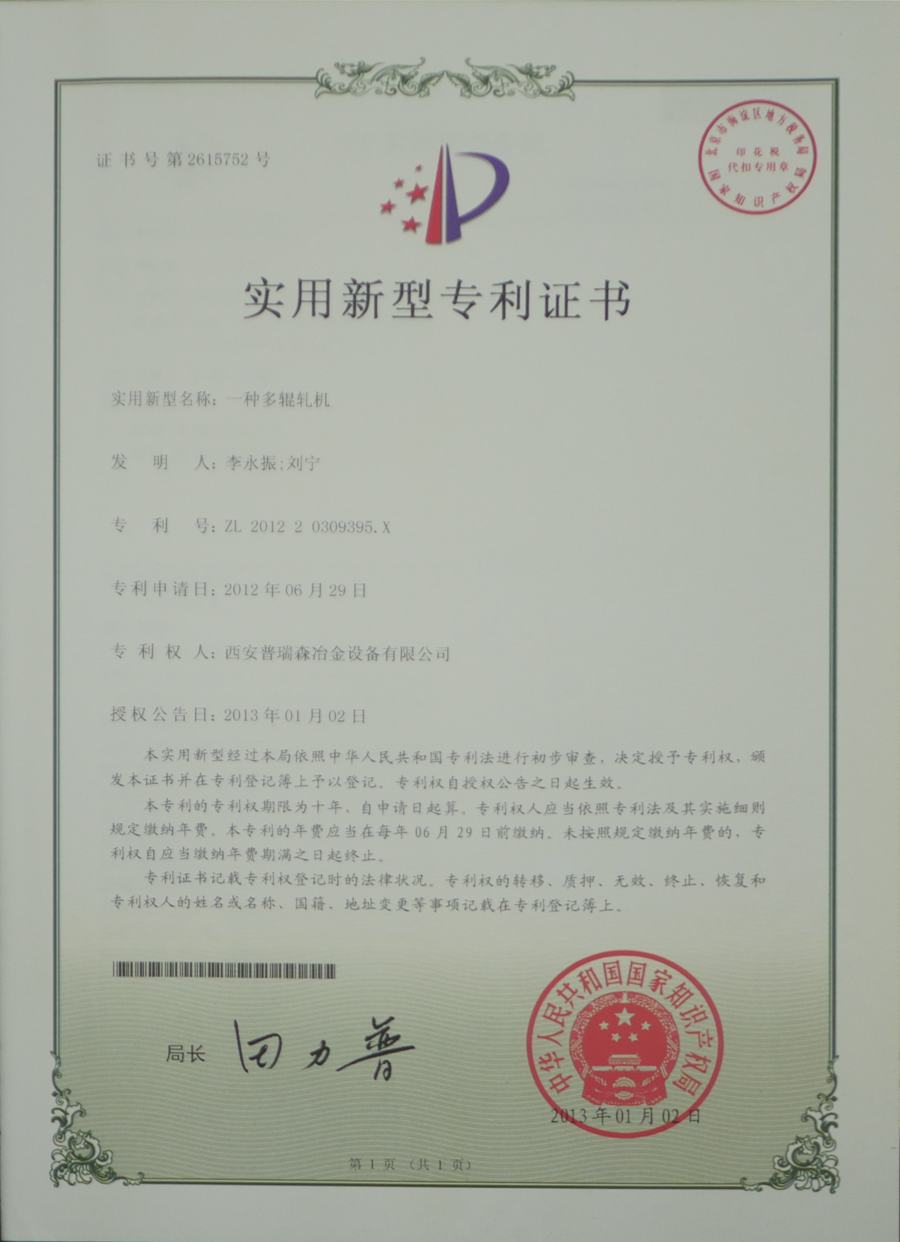 证书号第2615752号
北京市海淀区地方税务局
印花税
代扣专用章
国家知识产权局
实用新型专利证书
实用新型名称：一种多辊轧机
发明人：李永振;刘宁
专利号：ZL 2012 2 0309395.X
专利申请日：2012年06月29日
专利权人：西安普瑞森冶金设备有限公司
授权公告日：2013年01月02日
本实用新型经过本局依照中华人民共和国专利法进行初步审查，决定授予专利权，颁
发本证书并在专利登记簿上予以登记。专利权自授权公告之日起生效。
本专利的专利权期限为十年，自申请日起算。专利权人应当依照专利法及其实施细则
规定缴纳年费。本专利的年费应当在每年06月29日前缴纳。未按照规定缴纳年费的，专
利权自应当缴纳年费期满之日起终止。
专利证书记载专利权登记时的法律状况。专利权的转移、质押、无效、终止、恢复和
专利权人的姓名或名称、国籍、地址变更等事项记载在专利登记簿上。
局长 田力普
中华人民共和国国家知识产权局
2013年01月02日
第1页（共1页）